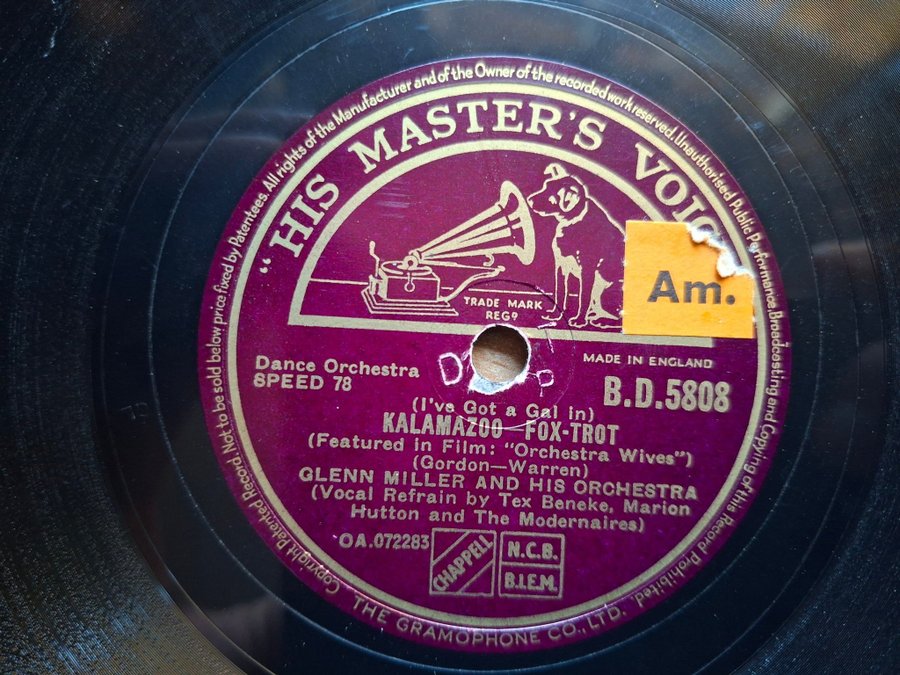 Copyright Patented Record. Not to be sold below price fixed by Patentees. All rights of the Manufacturer and of the Owner of the recorded work reserved. Unauthorised Public Performance, Broadcasting and Copying of this Record Prohibited.
"HIS MASTER'S VOIC
Am.
TRADE MARK
REGD
MADE IN ENGLAND
Dance Orchestra
SPEED 78
B.D.5808
(I've Got a Gal in)
KALAMAZOO—FOX-TROT
(Featured in Film: "Orchestra Wives")
(Gordon—Warren)
GLENN MILLER AND HIS ORCHESTRA
(Vocal Refrain by Tex Beneke, Marion
Hutton and The Modernaires)
OA.072283
CHAPPELL
N.C.B.
B.I.E.M.
THE GRAMOPHONE CO., LTD.